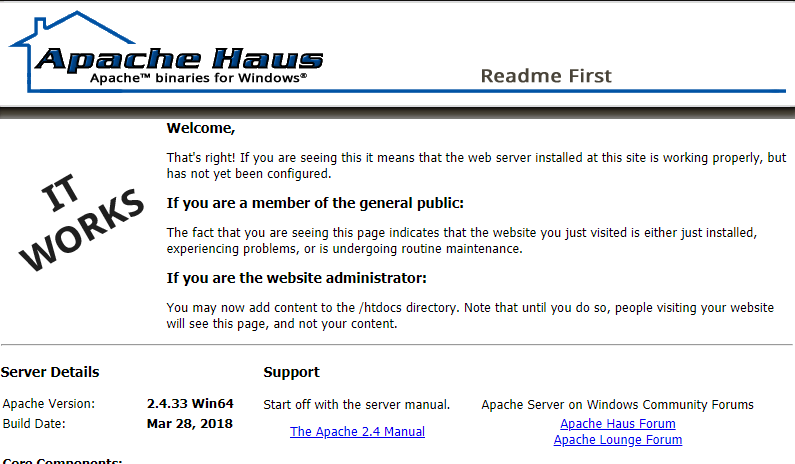 Apache Haus
Apache™ binaries for Windows®
Readme First
IT
WORKS
Welcome,
That's right! If you are seeing this it means that the web server installed at this site is working properly, but
has not yet been configured.
If you are a member of the general public:
The fact that you are seeing this page indicates that the website you just visited is either just installed,
experiencing problems, or is undergoing routine maintenance.
If you are the website administrator:
You may now add content to the /htdocs directory. Note that until you do so, people visiting your website
will see this page, and not your content.
Server Details
Apache Version: 2.4.33 Win64
Build Date: Mar 28, 2018
Support
Start off with the server manual.
The Apache 2.4 Manual
Apache Server on Windows Community Forums
Apache Haus Forum
Apache Lounge Forum
Core Components: